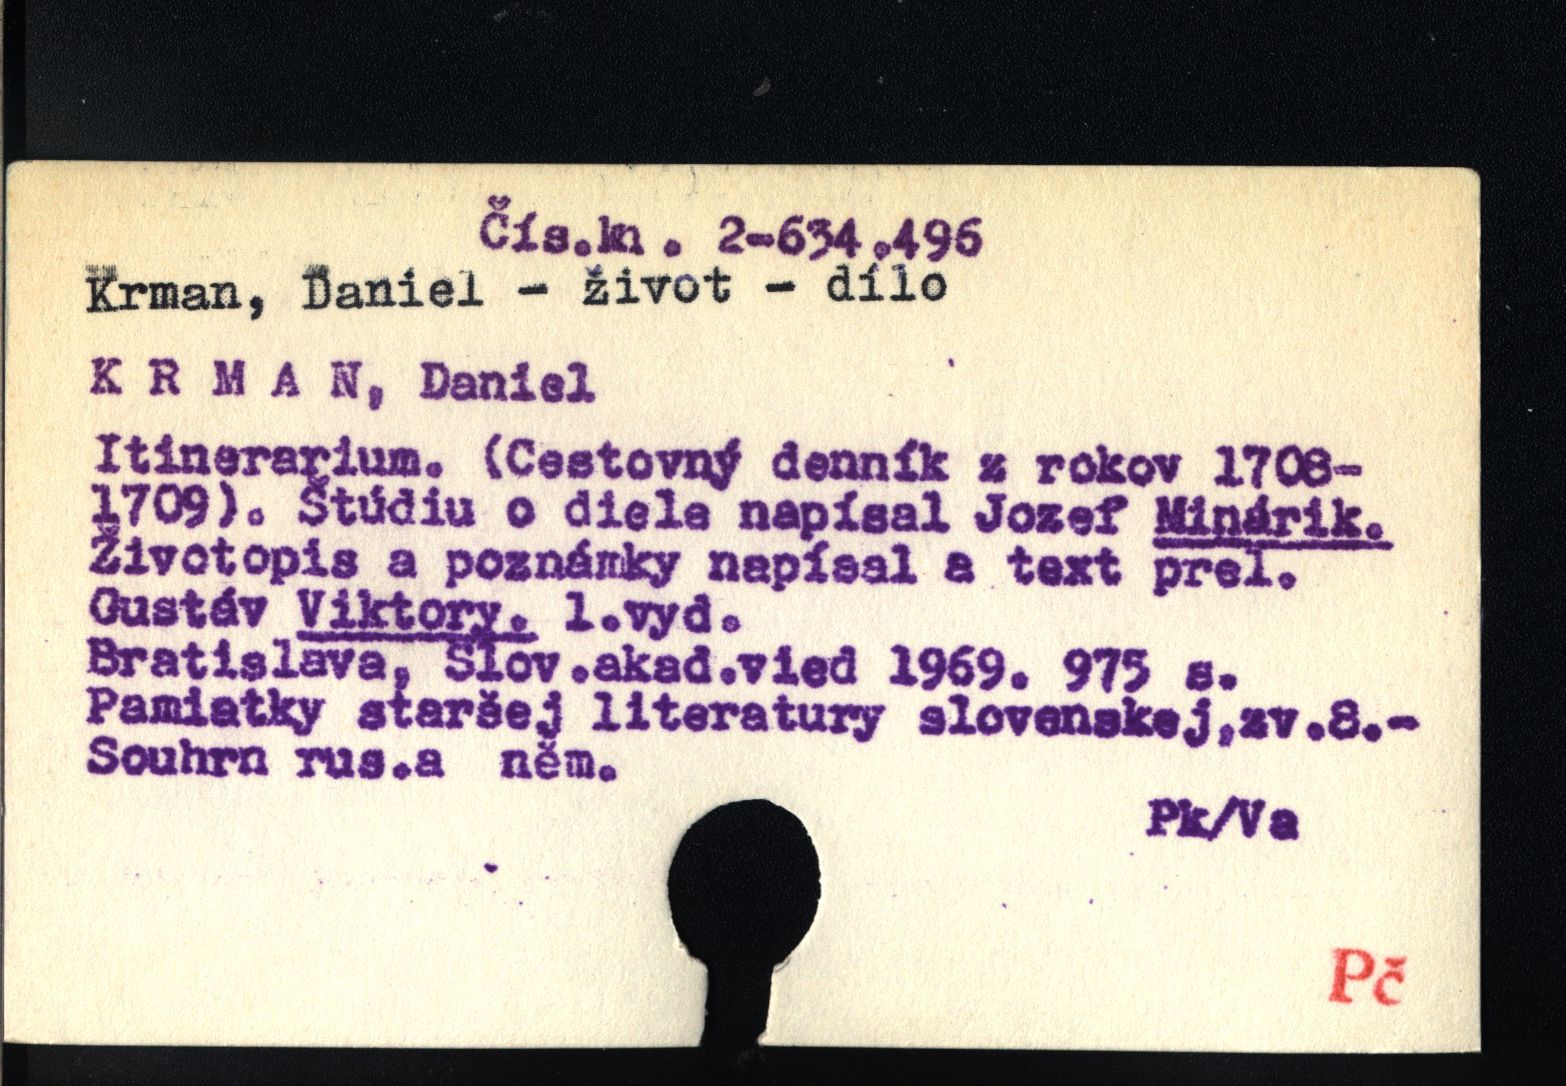 Čís.kn . 2-634.496
Krman, Daniel - život - dílo
K R M A N, Daniel
Itinerarium. (Cestovný denník z rokov 1708-
1709). Štúdiu o diele napísal Jozef Minárik.
Životopis a poznámky napísal a text prel.
Gustáv Viktory. 1.vyd.
Bratislava, Slov.akad.vied 1969. 975 s.
Pamiatky staršej literatury slovenskej,zv.8.-
Souhrn rus.a něm.
Pk/Va
Pč